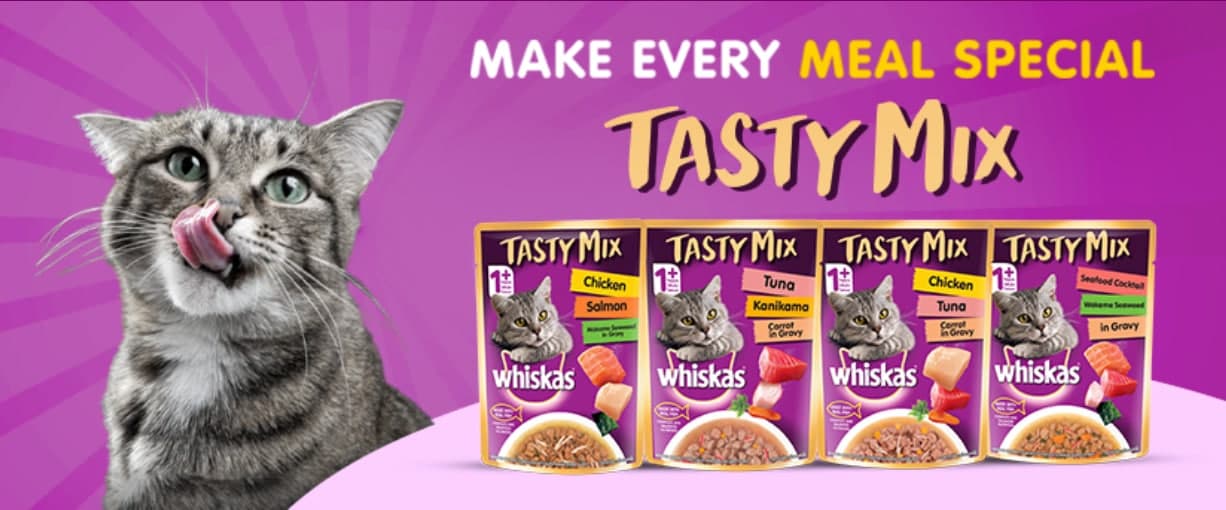 MAKE EVERY MEAL SPECIAL
TASTY MIX
TASTY MIX
1+
Chicken
Salmon
Wakame Seaweed
in Gravy
whiskas
TASTY MIX
1+
Tuna
Kanikama
Carrot
in Gravy
whiskas
TASTY MIX
1+
Chicken
Tuna
Carrot
in Gravy
whiskas
TASTY MIX
1+
Seafood Cocktail
Wakame Seaweed
in Gravy
whiskas